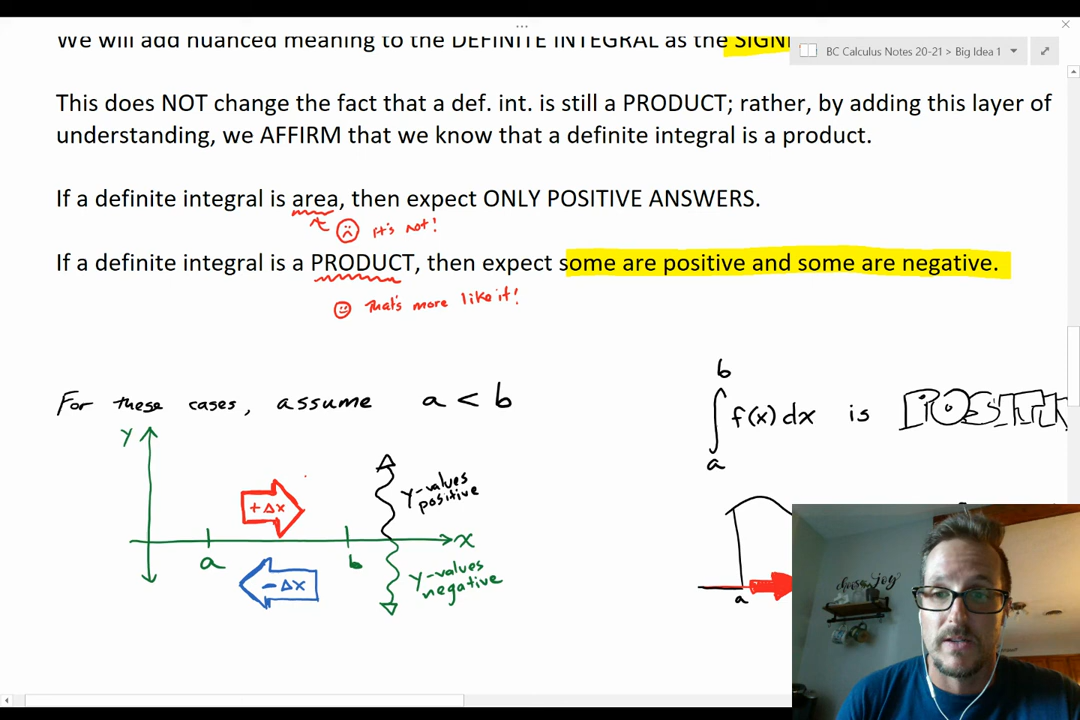 We will add nuanced meaning to the DEFINITE INTEGRAL as the SIGN
BC Calculus Notes 20-21 > Big Idea 1
This does NOT change the fact that a def. int. is still a PRODUCT; rather, by adding this layer of
understanding, we AFFIRM that we know that a definite integral is a product.
If a definite integral is area, then expect ONLY POSITIVE ANSWERS.
It's not!
If a definite integral is a PRODUCT, then expect some are positive and some are negative.
That's more like it!
For these cases, assume a < b
b
∫ f(x) dx is POSITI
a
y
y-values
positive
+Δx
x
a
b
-Δx
y-values
negative
a
choose joy